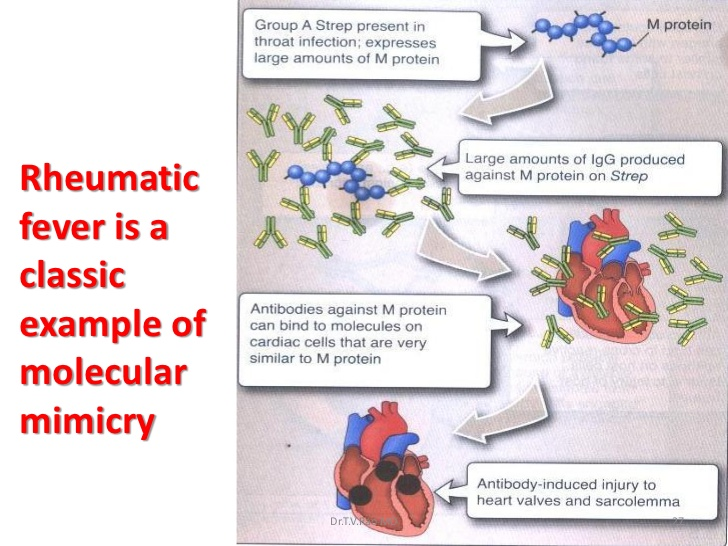 Rheumatic
fever is a
classic
example of
molecular
mimicry
Group A Strep present in
throat infection; expresses
large amounts of M protein
M protein
Large amounts of IgG produced
against M protein on Strep
Antibodies against M protein
can bind to molecules on
cardiac cells that are very
similar to M protein
Antibody-induced injury to
heart valves and sarcolemma